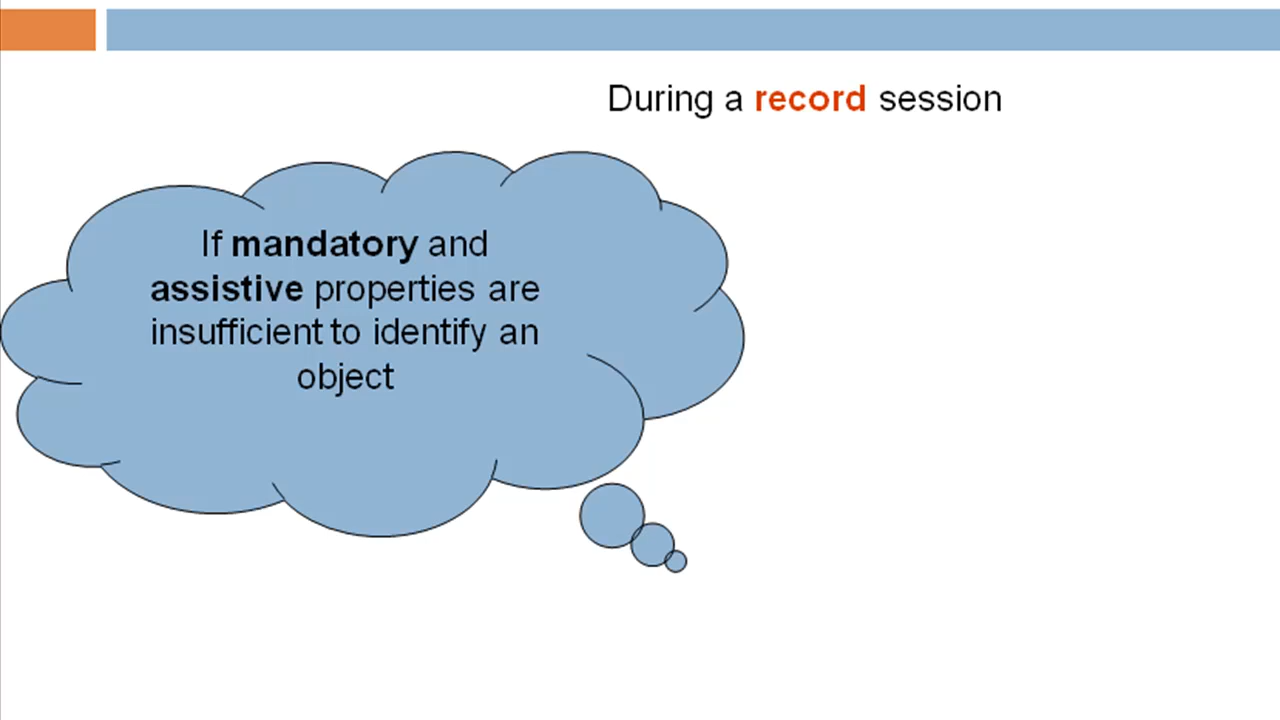 During a record session
If mandatory and
assistive properties are
insufficient to identify an
object